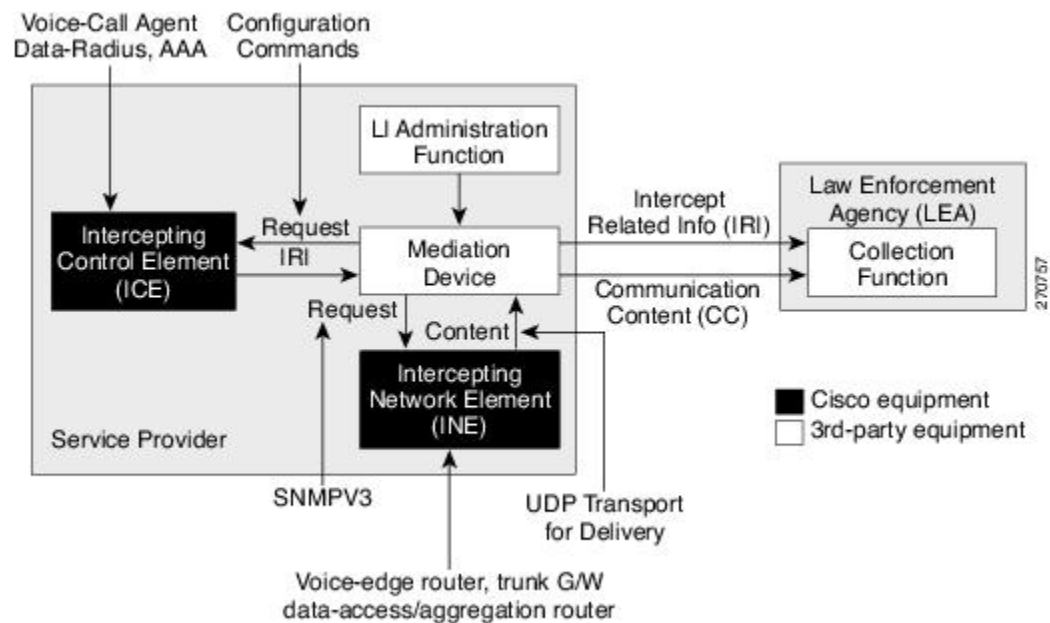 Voice-Call Agent
Data-Radius, AAA
Configuration
Commands
LI Administration
Function
Intercepting
Control Element
(ICE)
Request
IRI
Mediation
Device
Intercept
Related Info (IRI)
Communication
Content (CC)
Law Enforcement
Agency (LEA)
Collection
Function
270757
Request
Content
Intercepting
Network Element
(INE)
Service Provider
Cisco equipment
3rd-party equipment
SNMPV3
UDP Transport
for Delivery
Voice-edge router, trunk G/W
data-access/aggregation router